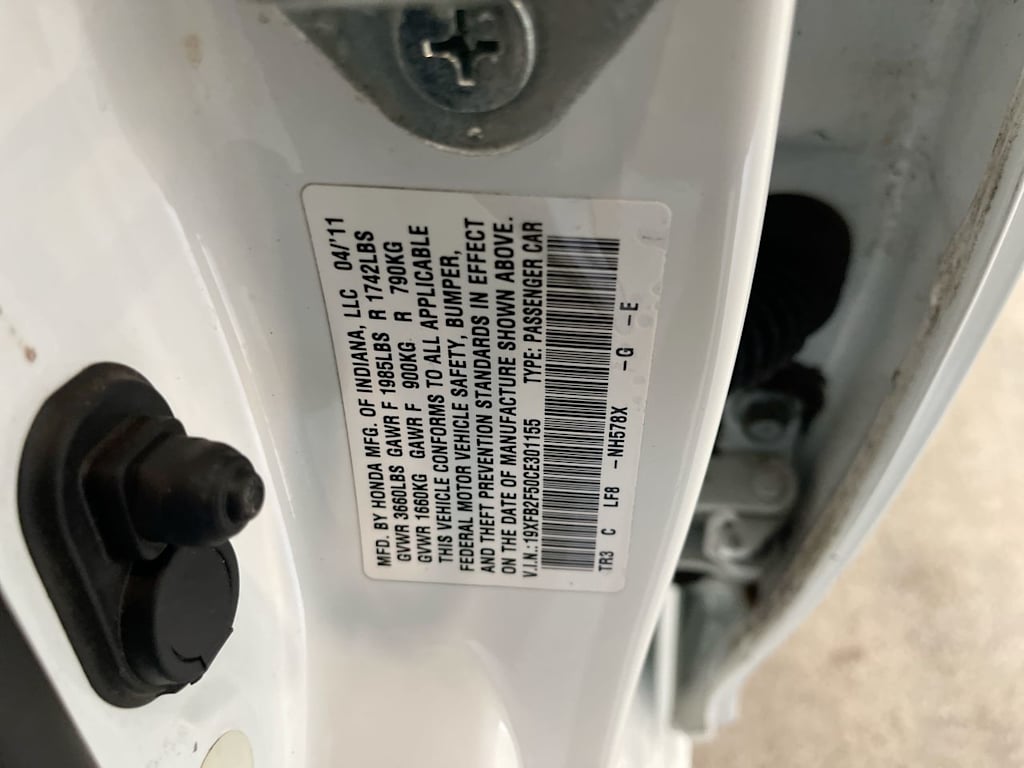 MFD. BY HONDA MFG. OF INDIANA, LLC 04/'11
GVWR 3660LBS GAWR F 1985LBS R 1742LBS
GVWR 1660KG GAWR F 900KG R 790KG
THIS VEHICLE CONFORMS TO ALL APPLICABLE
FEDERAL MOTOR VEHICLE SAFETY, BUMPER,
AND THEFT PREVENTION STANDARDS IN EFFECT
ON THE DATE OF MANUFACTURE SHOWN ABOVE.
V.I.N.: 19XFB2F50CE301155 TYPE: PASSENGER CAR
TR3 C LF8 -NH578X -G -E